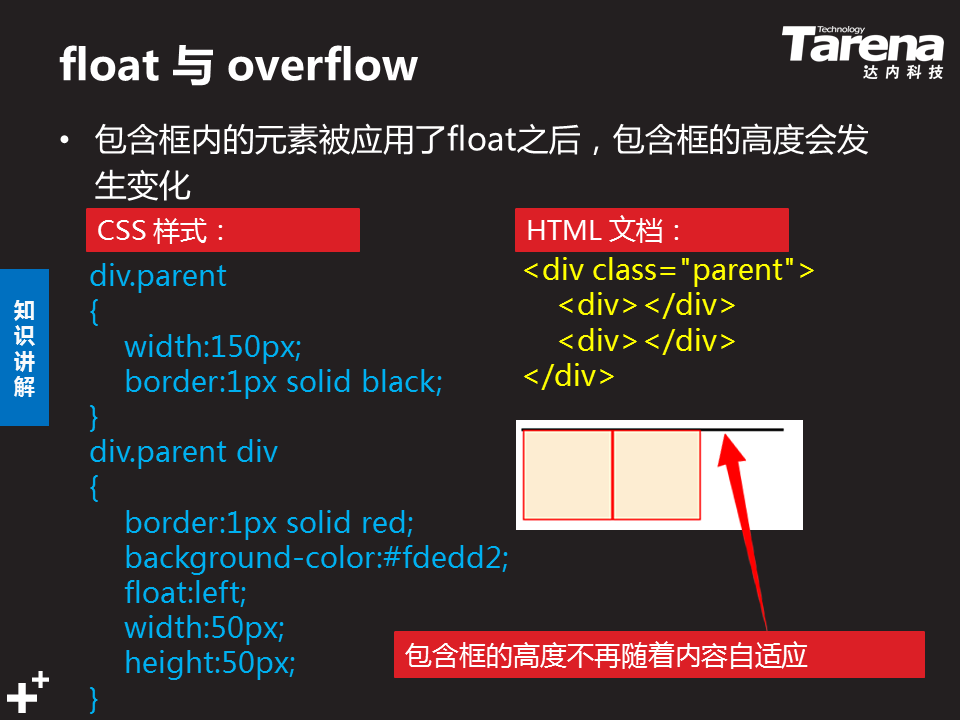 float 与 overflow
Technology
Tarena
达内科技
• 包含框内的元素被应用了float之后，包含框的高度会发
生变化
CSS 样式：
div.parent
{
width:150px;
border:1px solid black;
}
div.parent div
{
border:1px solid red;
background-color:#fdedd2;
float:left;
width:50px;
height:50px;
}
HTML 文档：
<div class="parent">
<div></div>
<div></div>
</div>
包含框的高度不再随着内容自适应
知
识
讲
解